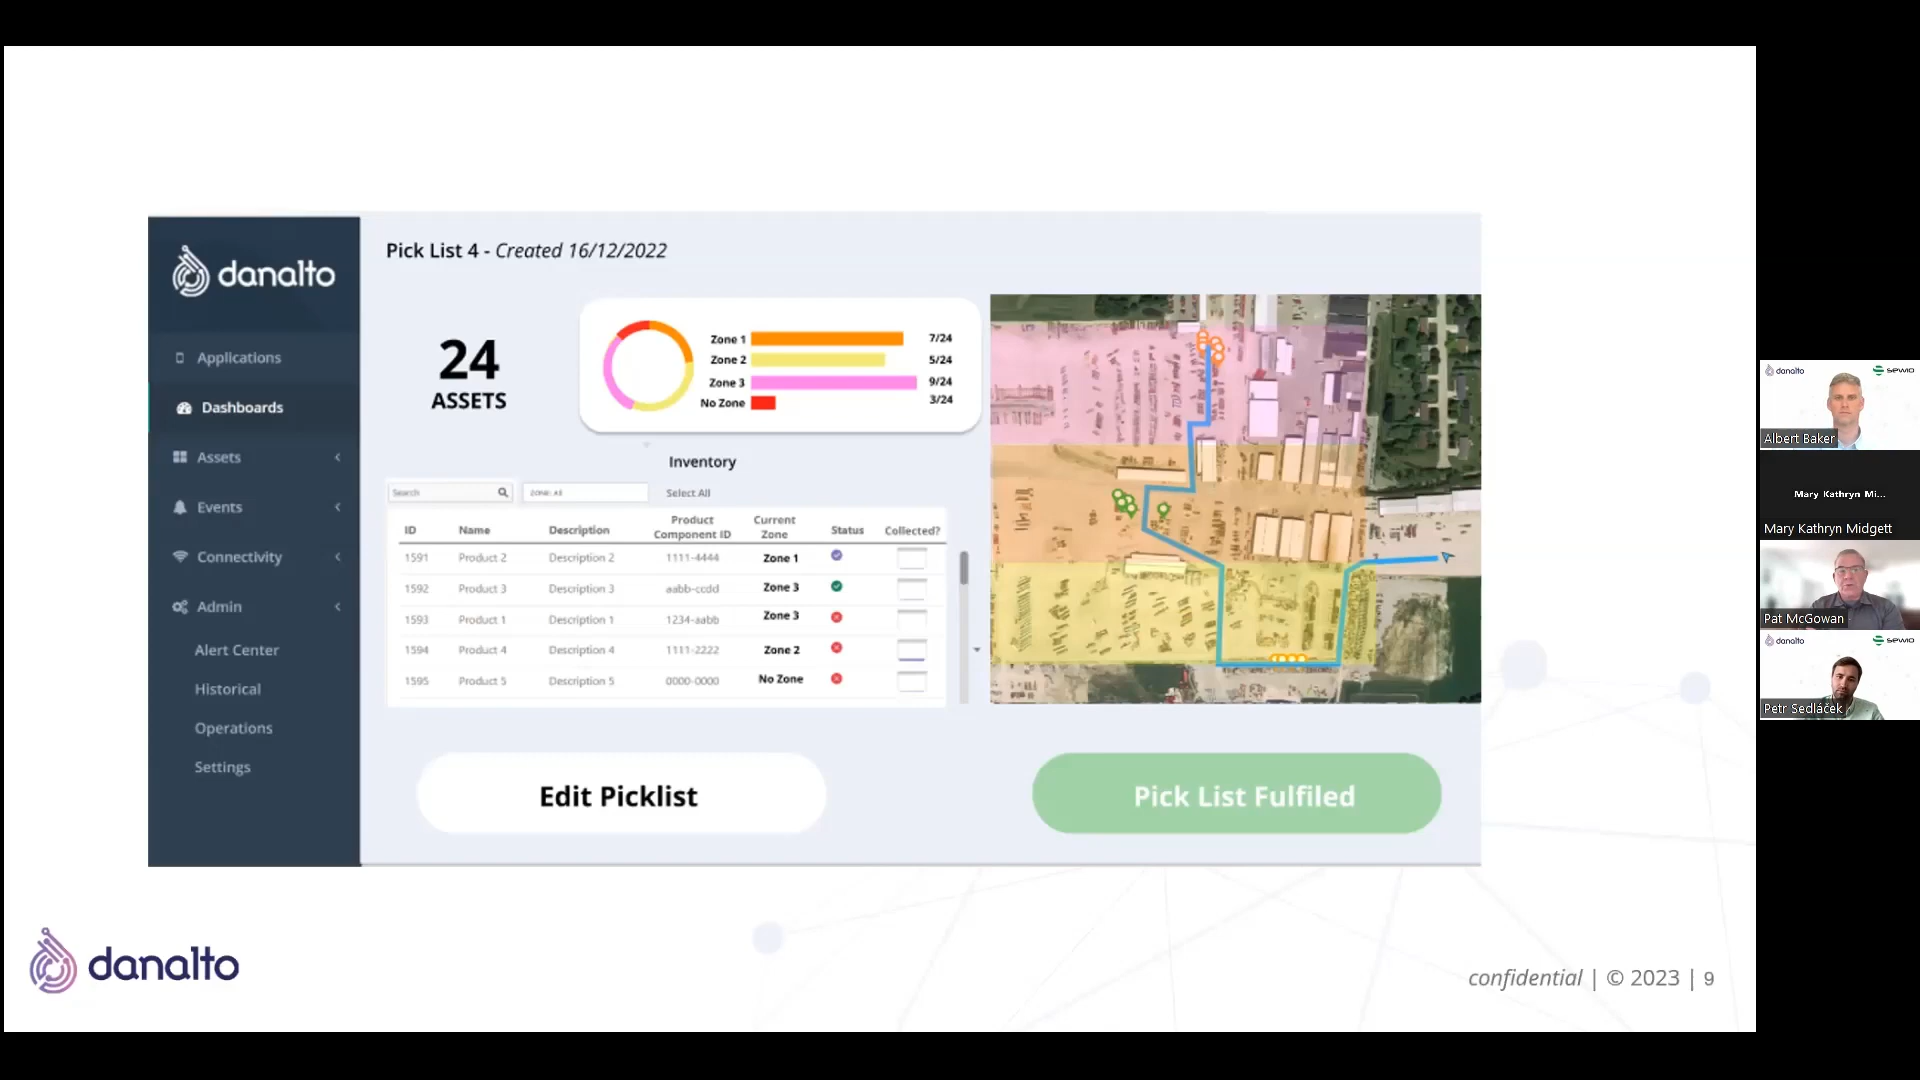 danalto
Applications
Dashboards
Assets
Events
Connectivity
Admin
Alert Center
Historical
Operations
Settings
Pick List 4 - Created 16/12/2022
24
ASSETS
Zone 1 7/24
Zone 2 5/24
Zone 3 9/24
No Zone 3/24
Inventory
Search ZONE: All Select All
ID Name Description Product Component ID Current Zone Status Collected?
1591 Product 2 Description 2 1111-4444 Zone 1
1592 Product 3 Description 3 aabb-ccdd Zone 3
1593 Product 1 Description 1 1234-aabb Zone 3
1594 Product 4 Description 4 1111-2222 Zone 2
1595 Product 5 Description 5 0000-0000 No Zone
Edit Picklist
Pick List Fulfiled
danalto
confidential | © 2023 | 9
danalto SEWIO
Albert Baker
Mary Kathryn Mi...
Mary Kathryn Midgett
Pat McGowan
danalto SEWIO
Petr Sedláček